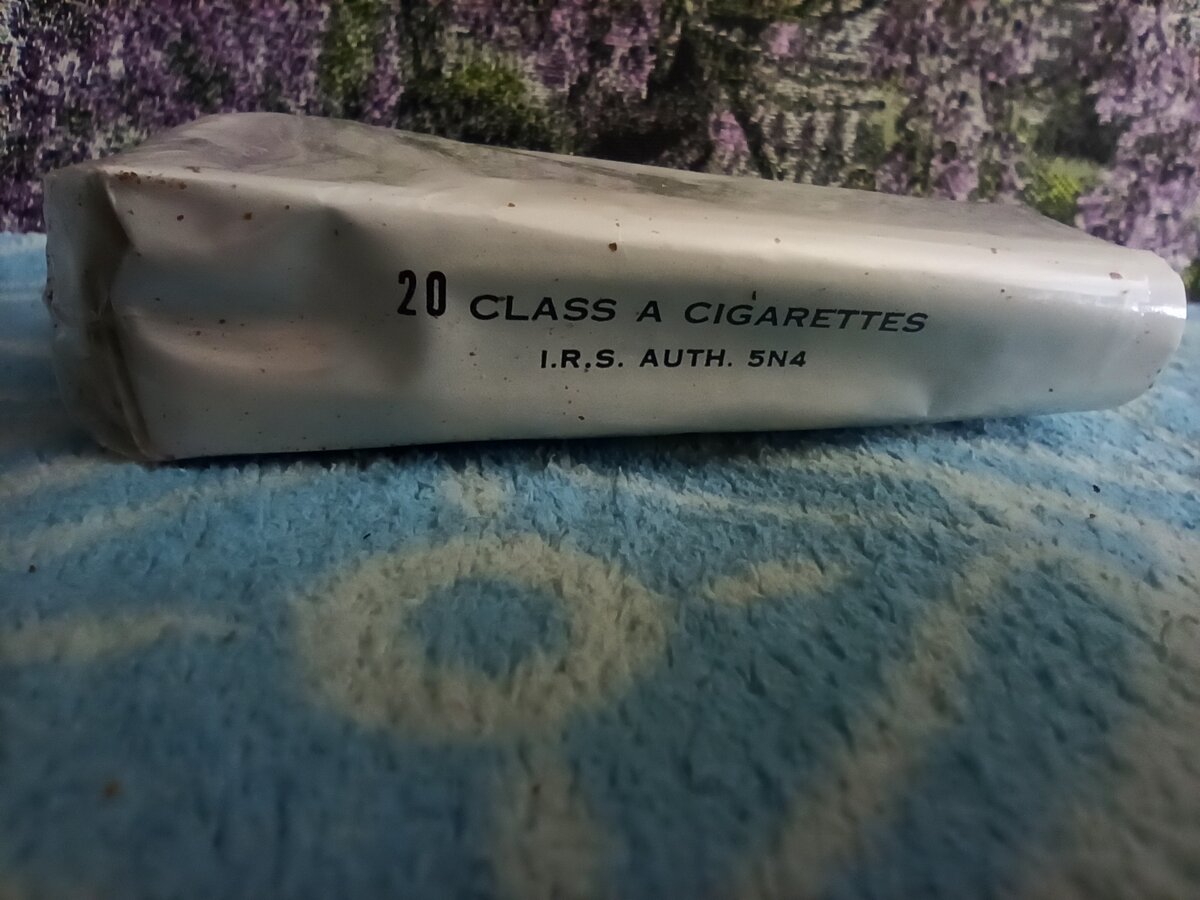 20 CLASS A CIGARETTES
I.R.S. AUTH. 5N4